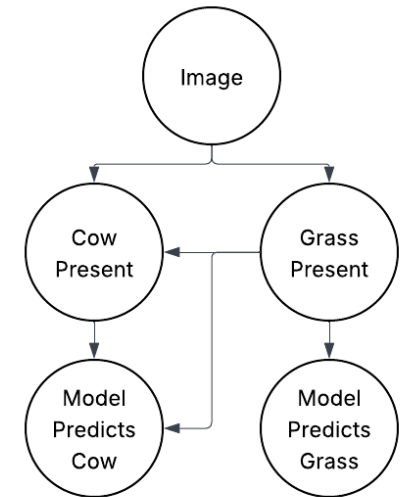 Image
Cow
Present
Grass
Present
Model
Predicts
Cow
Model
Predicts
Grass